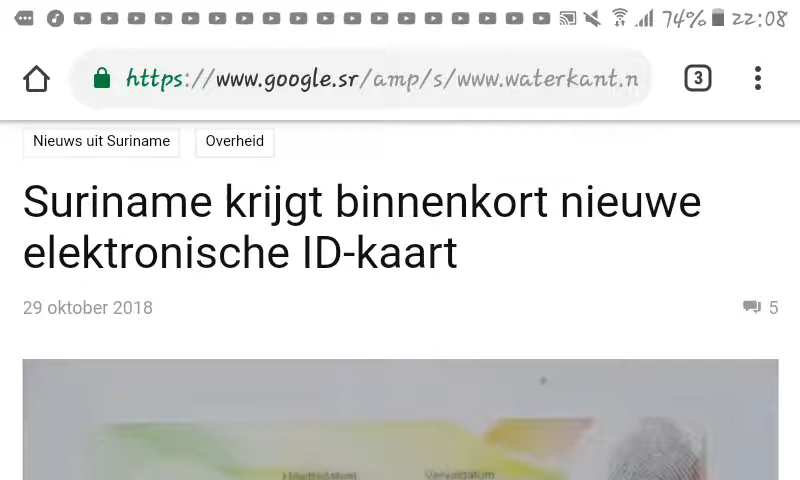 74% 22:08
https://www.google.sr/amp/s/www.waterkant.n 3
Nieuws uit Suriname Overheid
Suriname krijgt binnenkort nieuwe
elektronische ID-kaart
29 oktober 2018 5